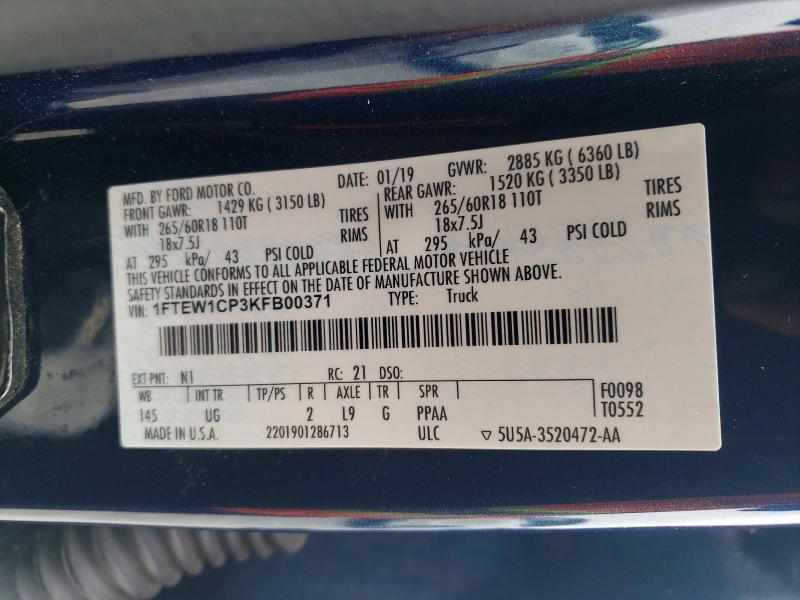 MFD. BY FORD MOTOR CO. DATE: 01/19 GVWR: 2885 KG ( 6360 LB)
FRONT GAWR: 1429 KG ( 3150 LB) REAR GAWR: 1520 KG ( 3350 LB)
WITH 265/60R18 110T TIRES WITH 265/60R18 110T TIRES
18x7.5J RIMS 18x7.5J RIMS
AT 295 kPa/ 43 PSI COLD AT 295 kPa/ 43 PSI COLD
THIS VEHICLE CONFORMS TO ALL APPLICABLE FEDERAL MOTOR VEHICLE
SAFETY STANDARDS IN EFFECT ON THE DATE OF MANUFACTURE SHOWN ABOVE.
VIN: 1FTEW1CP3KFB00371 TYPE: Truck
EXT PNT: N1 RC: 21 DSO:
WB INT TR TP/PS R AXLE TR SPR F0098
145 UG 2 L9 G PPAA T0552
MADE IN U.S.A. 2201901286713 ULC ▽ 5U5A-3520472-AA